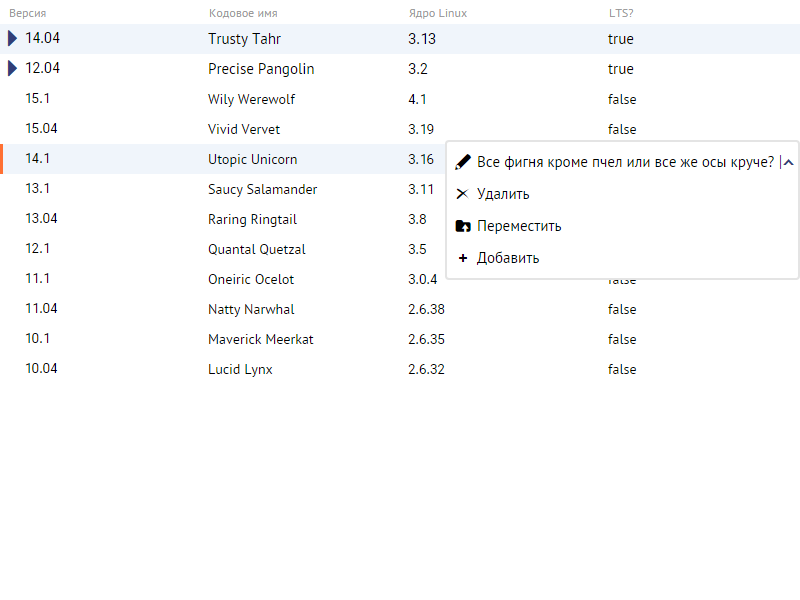 Версия Кодовое имя Ядро Linux LTS?
14.04 Trusty Tahr 3.13 true
12.04 Precise Pangolin 3.2 true
15.1 Wily Werewolf 4.1 false
15.04 Vivid Vervet 3.19 false
14.1 Utopic Unicorn 3.16
Все фигня кроме пчел или все же осы круче? |
13.1 Saucy Salamander 3.11
Удалить
13.04 Raring Ringtail 3.8
Переместить
12.1 Quantal Quetzal 3.5
Добавить
11.1 Oneiric Ocelot 3.0.4 false
11.04 Natty Narwhal 2.6.38 false
10.1 Maverick Meerkat 2.6.35 false
10.04 Lucid Lynx 2.6.32 false